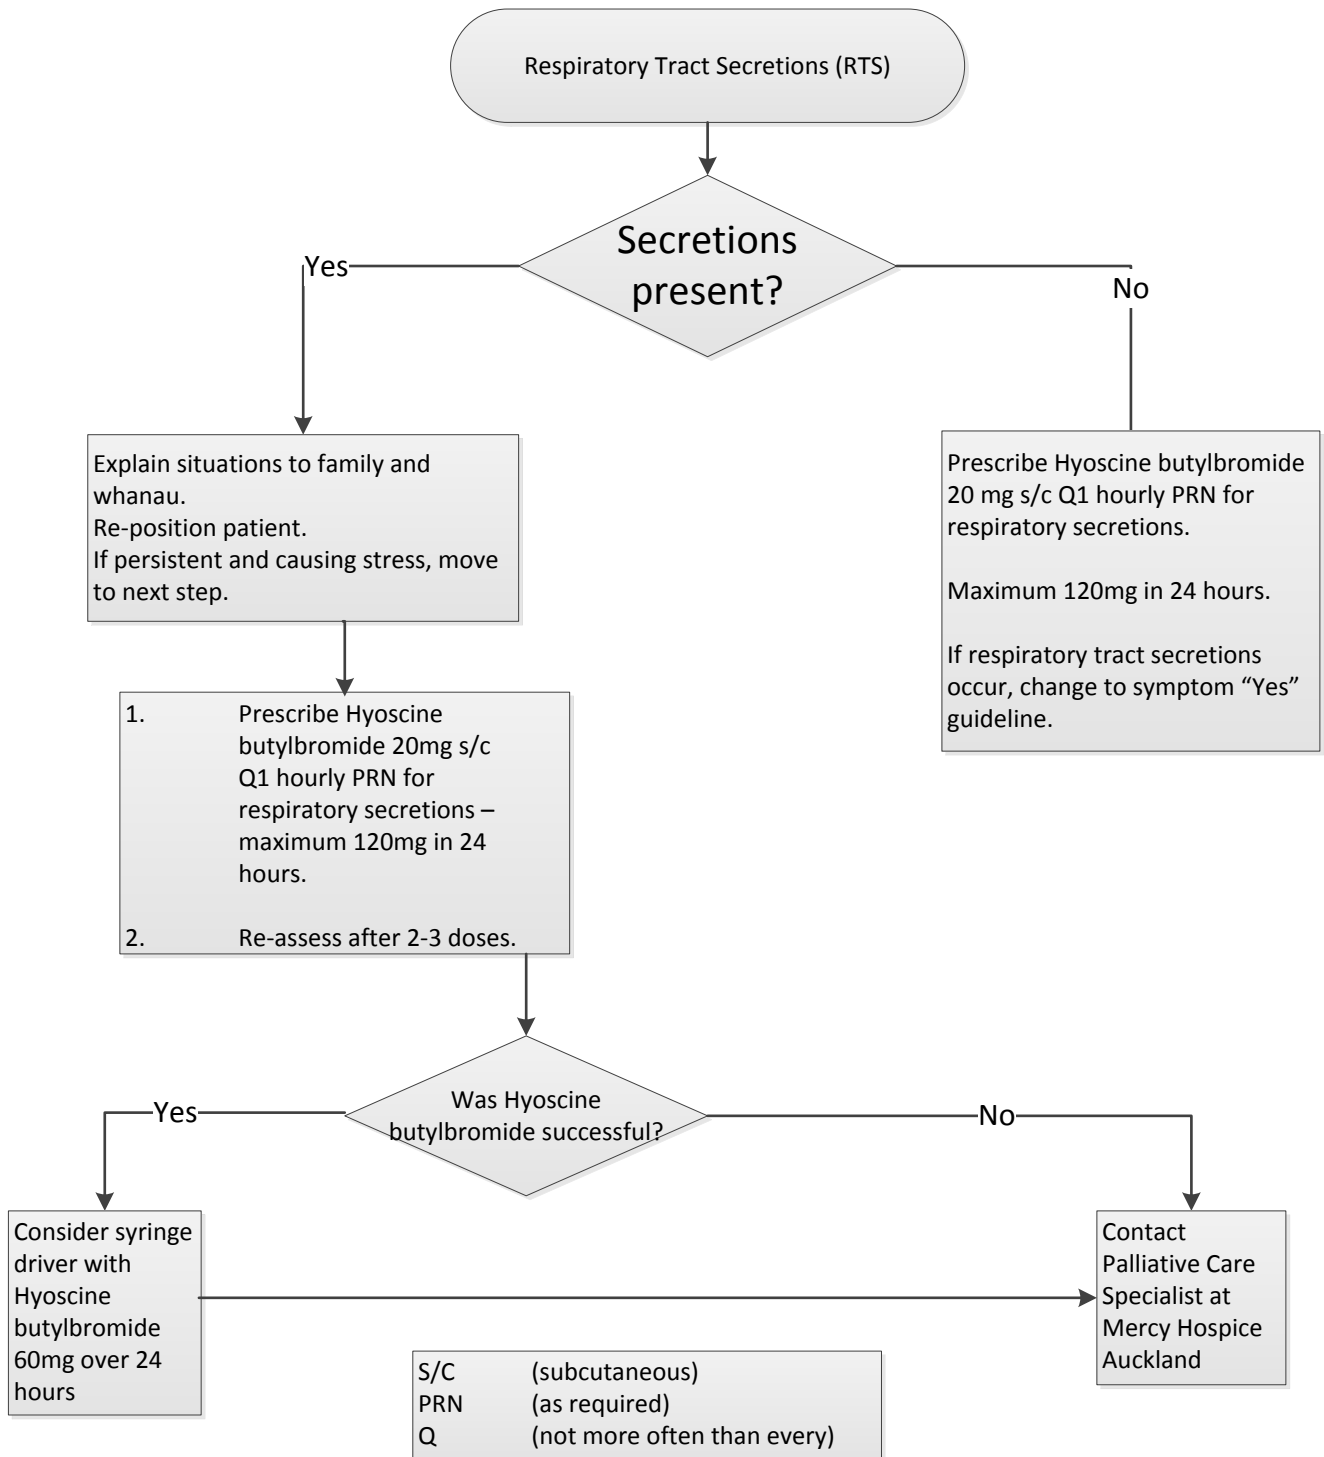 Respiratory Tract Secretions (RTS)
Secretions
present?
Yes
No
Explain situations to family and
whanau.
Re-position patient.
If persistent and causing stress, move
to next step.
Prescribe Hyoscine butylbromide
20 mg s/c Q1 hourly PRN for
respiratory secretions.
Maximum 120mg in 24 hours.
If respiratory tract secretions
occur, change to symptom “Yes”
guideline.
1. Prescribe Hyoscine
butylbromide 20mg s/c
Q1 hourly PRN for
respiratory secretions –
maximum 120mg in 24
hours.
2. Re-assess after 2-3 doses.
Was Hyoscine
butylbromide successful?
Yes
No
Consider syringe
driver with
Hyoscine
butylbromide
60mg over 24
hours
Contact
Palliative Care
Specialist at
Mercy Hospice
Auckland
S/C (subcutaneous)
PRN (as required)
Q (not more often than every)